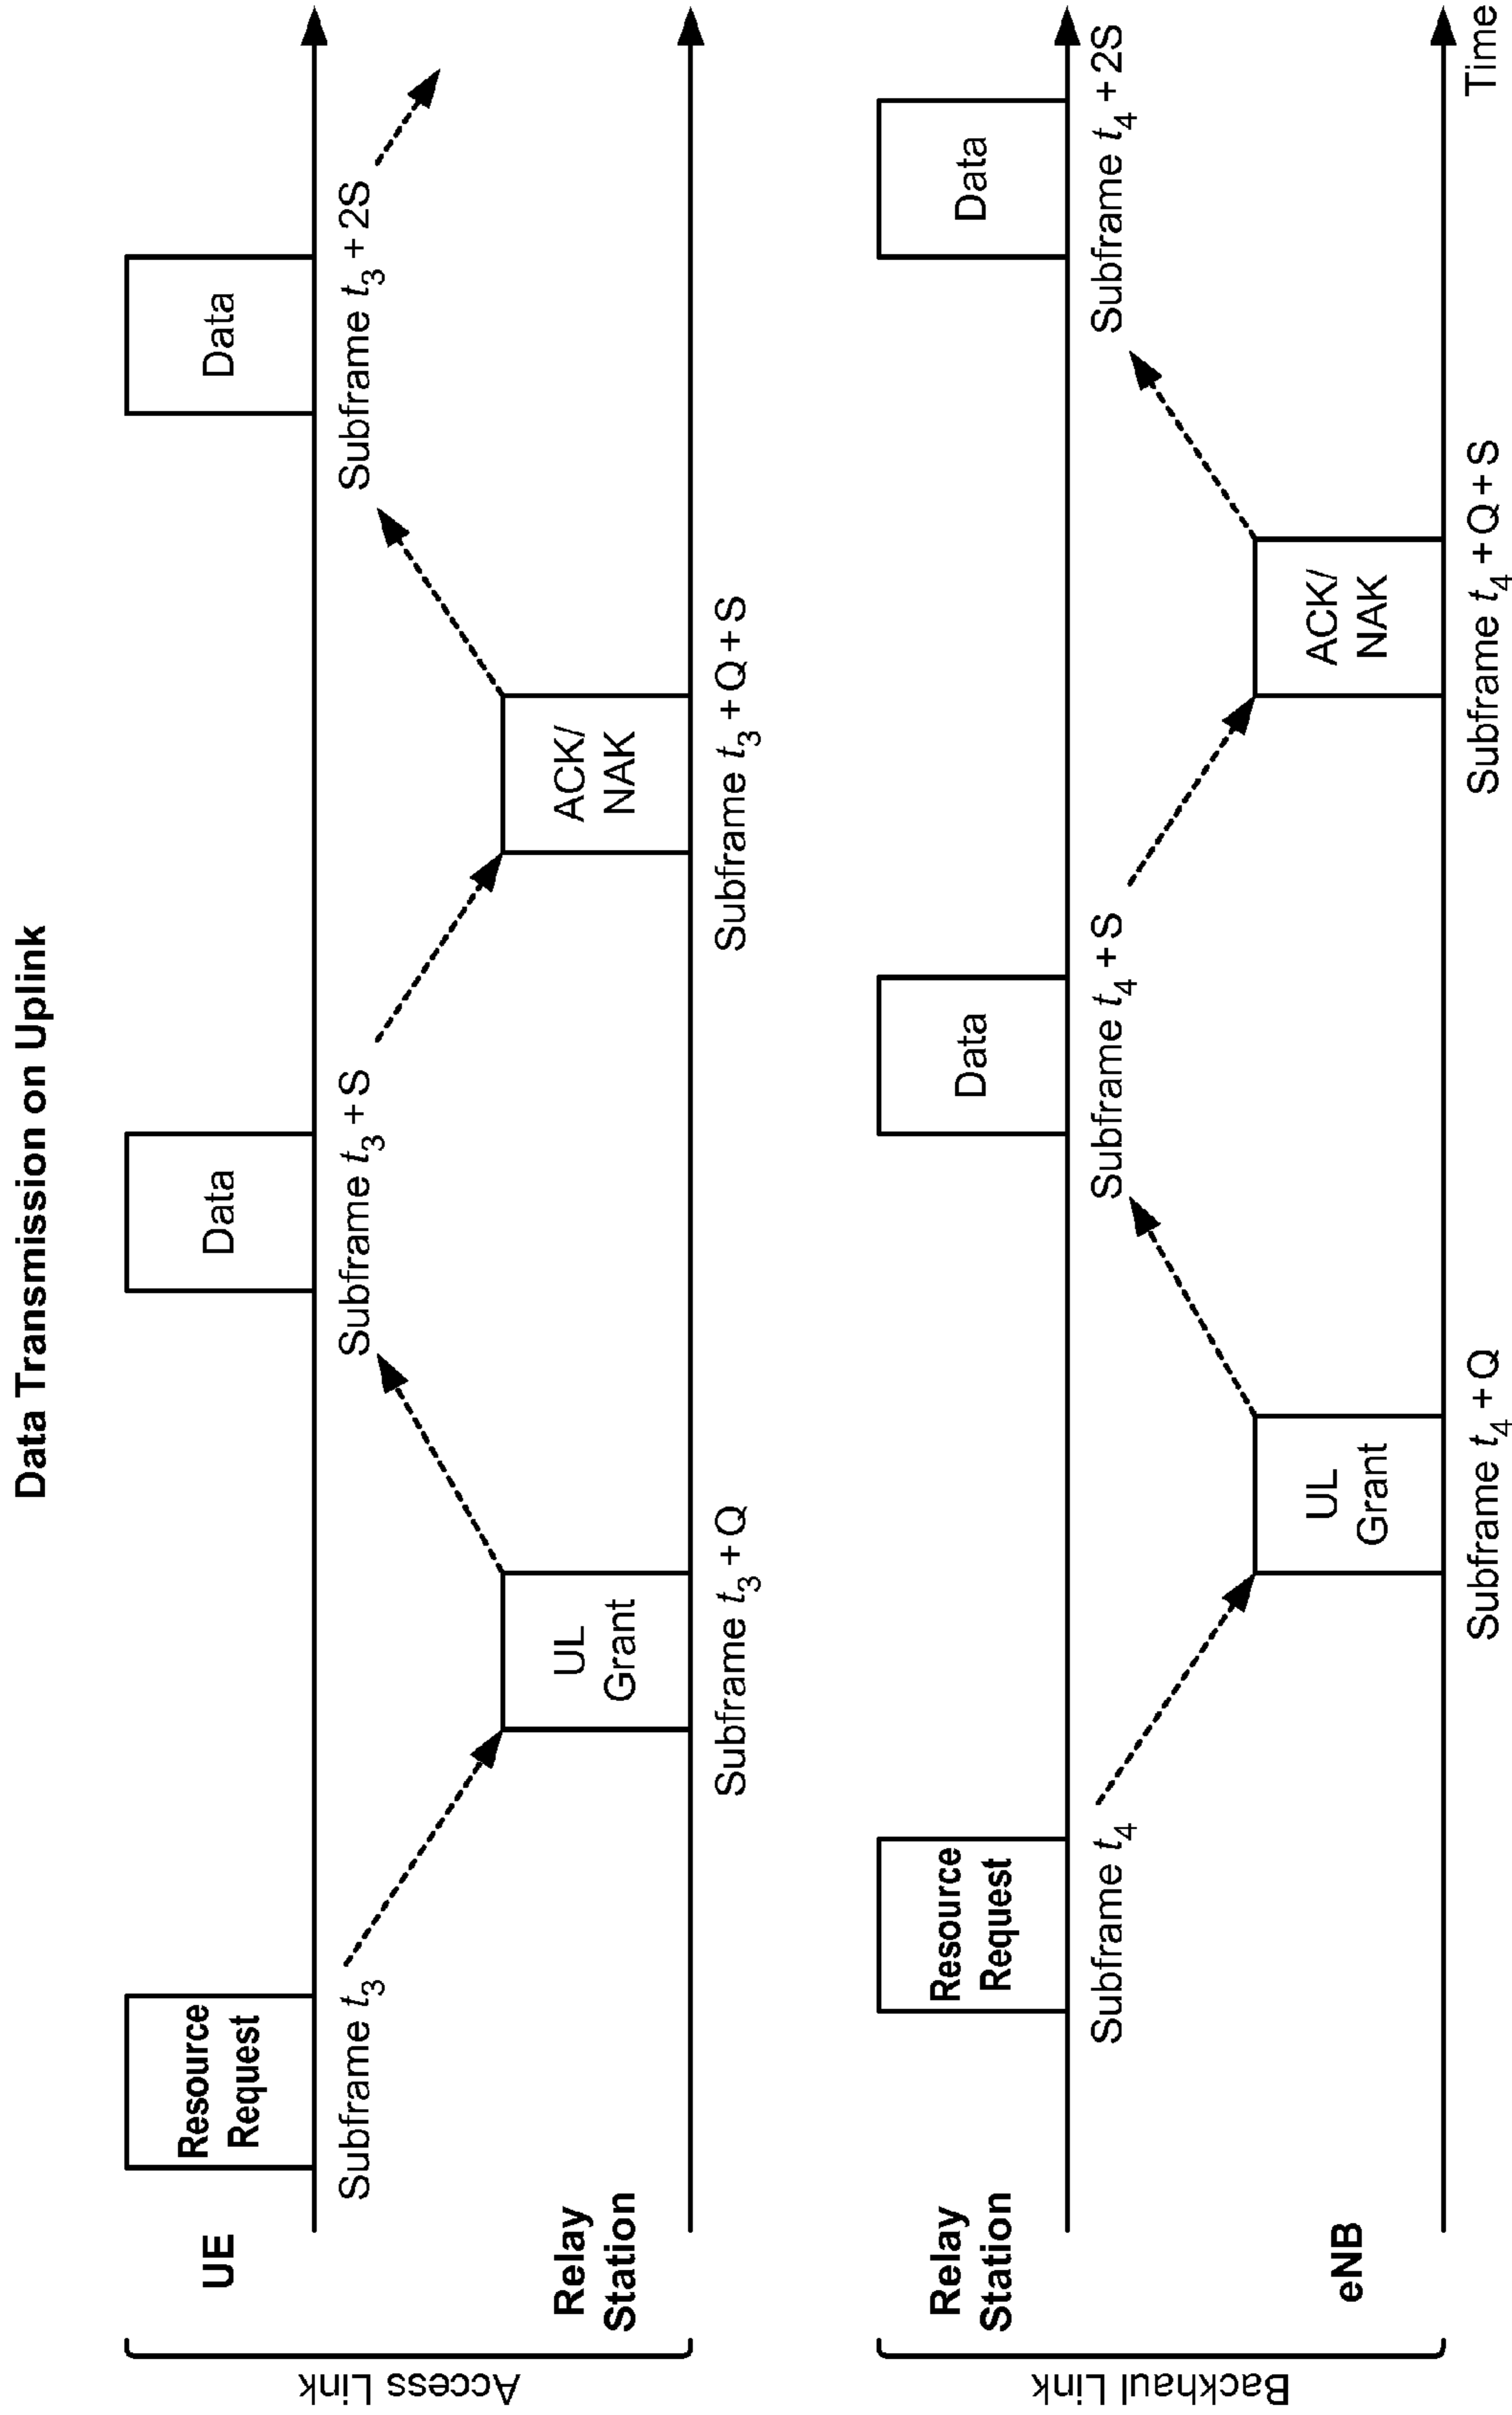 Data Transmission on Uplink
Access Link
UE
Resource
Request
Data
Data
Subframe t3
Subframe t3 + S
Subframe t3 + 2S
Relay
Station
UL
Grant
ACK/
NAK
Subframe t3 + Q
Subframe t3 + Q + S
Backhaul Link
Relay
Station
Resource
Request
Data
Data
Subframe t4
Subframe t4 + S
Subframe t4 + 2S
eNB
UL
Grant
ACK/
NAK
Subframe t4 + Q
Subframe t4 + Q + S
Time